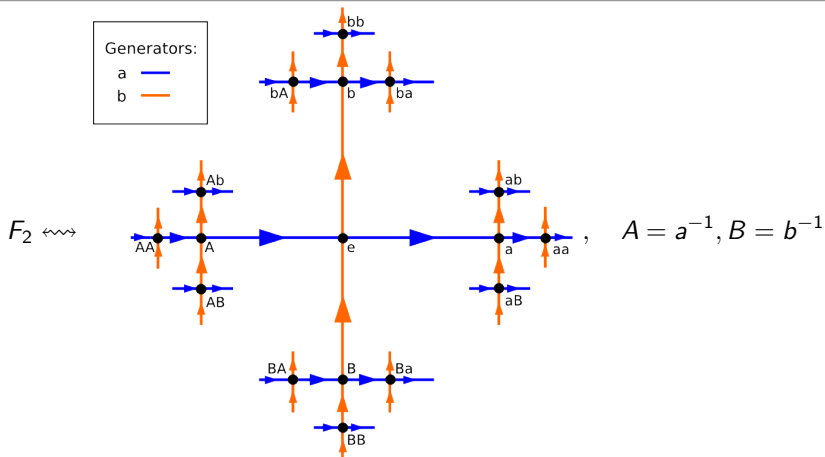 bb
Generators:
a
b
bA
b
ba
Ab
ab
F₂ ↭
AA
A
e
a
aa
, A = a⁻¹, B = b⁻¹
AB
aB
BA
B
Ba
BB